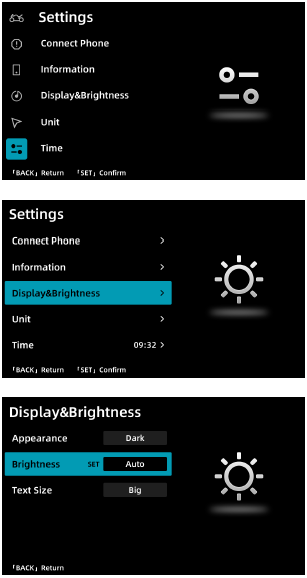 Settings
Connect Phone
Information
Display&Brightness
Unit
Time
「BACK」Return 「SET」Confirm
Settings
Connect Phone
Information
Display&Brightness
Unit
Time 09:32
「BACK」Return 「SET」Confirm
Display&Brightness
Appearance Dark
Brightness SET Auto
Text Size Big
「BACK」Return